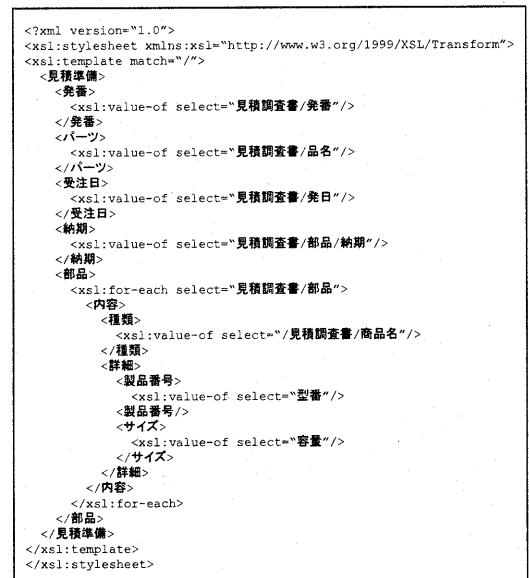 <?xml version="1.0">
<xsl:stylesheet xmlns:xsl="http://www.w3.org/1999/XSL/Transform">
<xsl:template match="/">
<見積準備>
<発番>
<xsl:value-of select="見積調査書/発番"/>
</発番>
<パーツ>
<xsl:value-of select="見積調査書/品名"/>
</パーツ>
<受注日>
<xsl:value-of select="見積調査書/発日"/>
</受注日>
<納期>
<xsl:value-of select="見積調査書/部品/納期"/>
</納期>
<部品>
<xsl:for-each select="見積調査書/部品">
<内容>
<種類>
<xsl:value-of select="/見積調査書/商品名"/>
</種類>
<詳細>
<製品番号>
<xsl:value-of select="型番"/>
<製品番号/>
<サイズ>
<xsl:value-of select="容量"/>
</サイズ>
</詳細>
</内容>
</xsl:for-each>
</部品>
</見積準備>
</xsl:template>
</xsl:stylesheet>